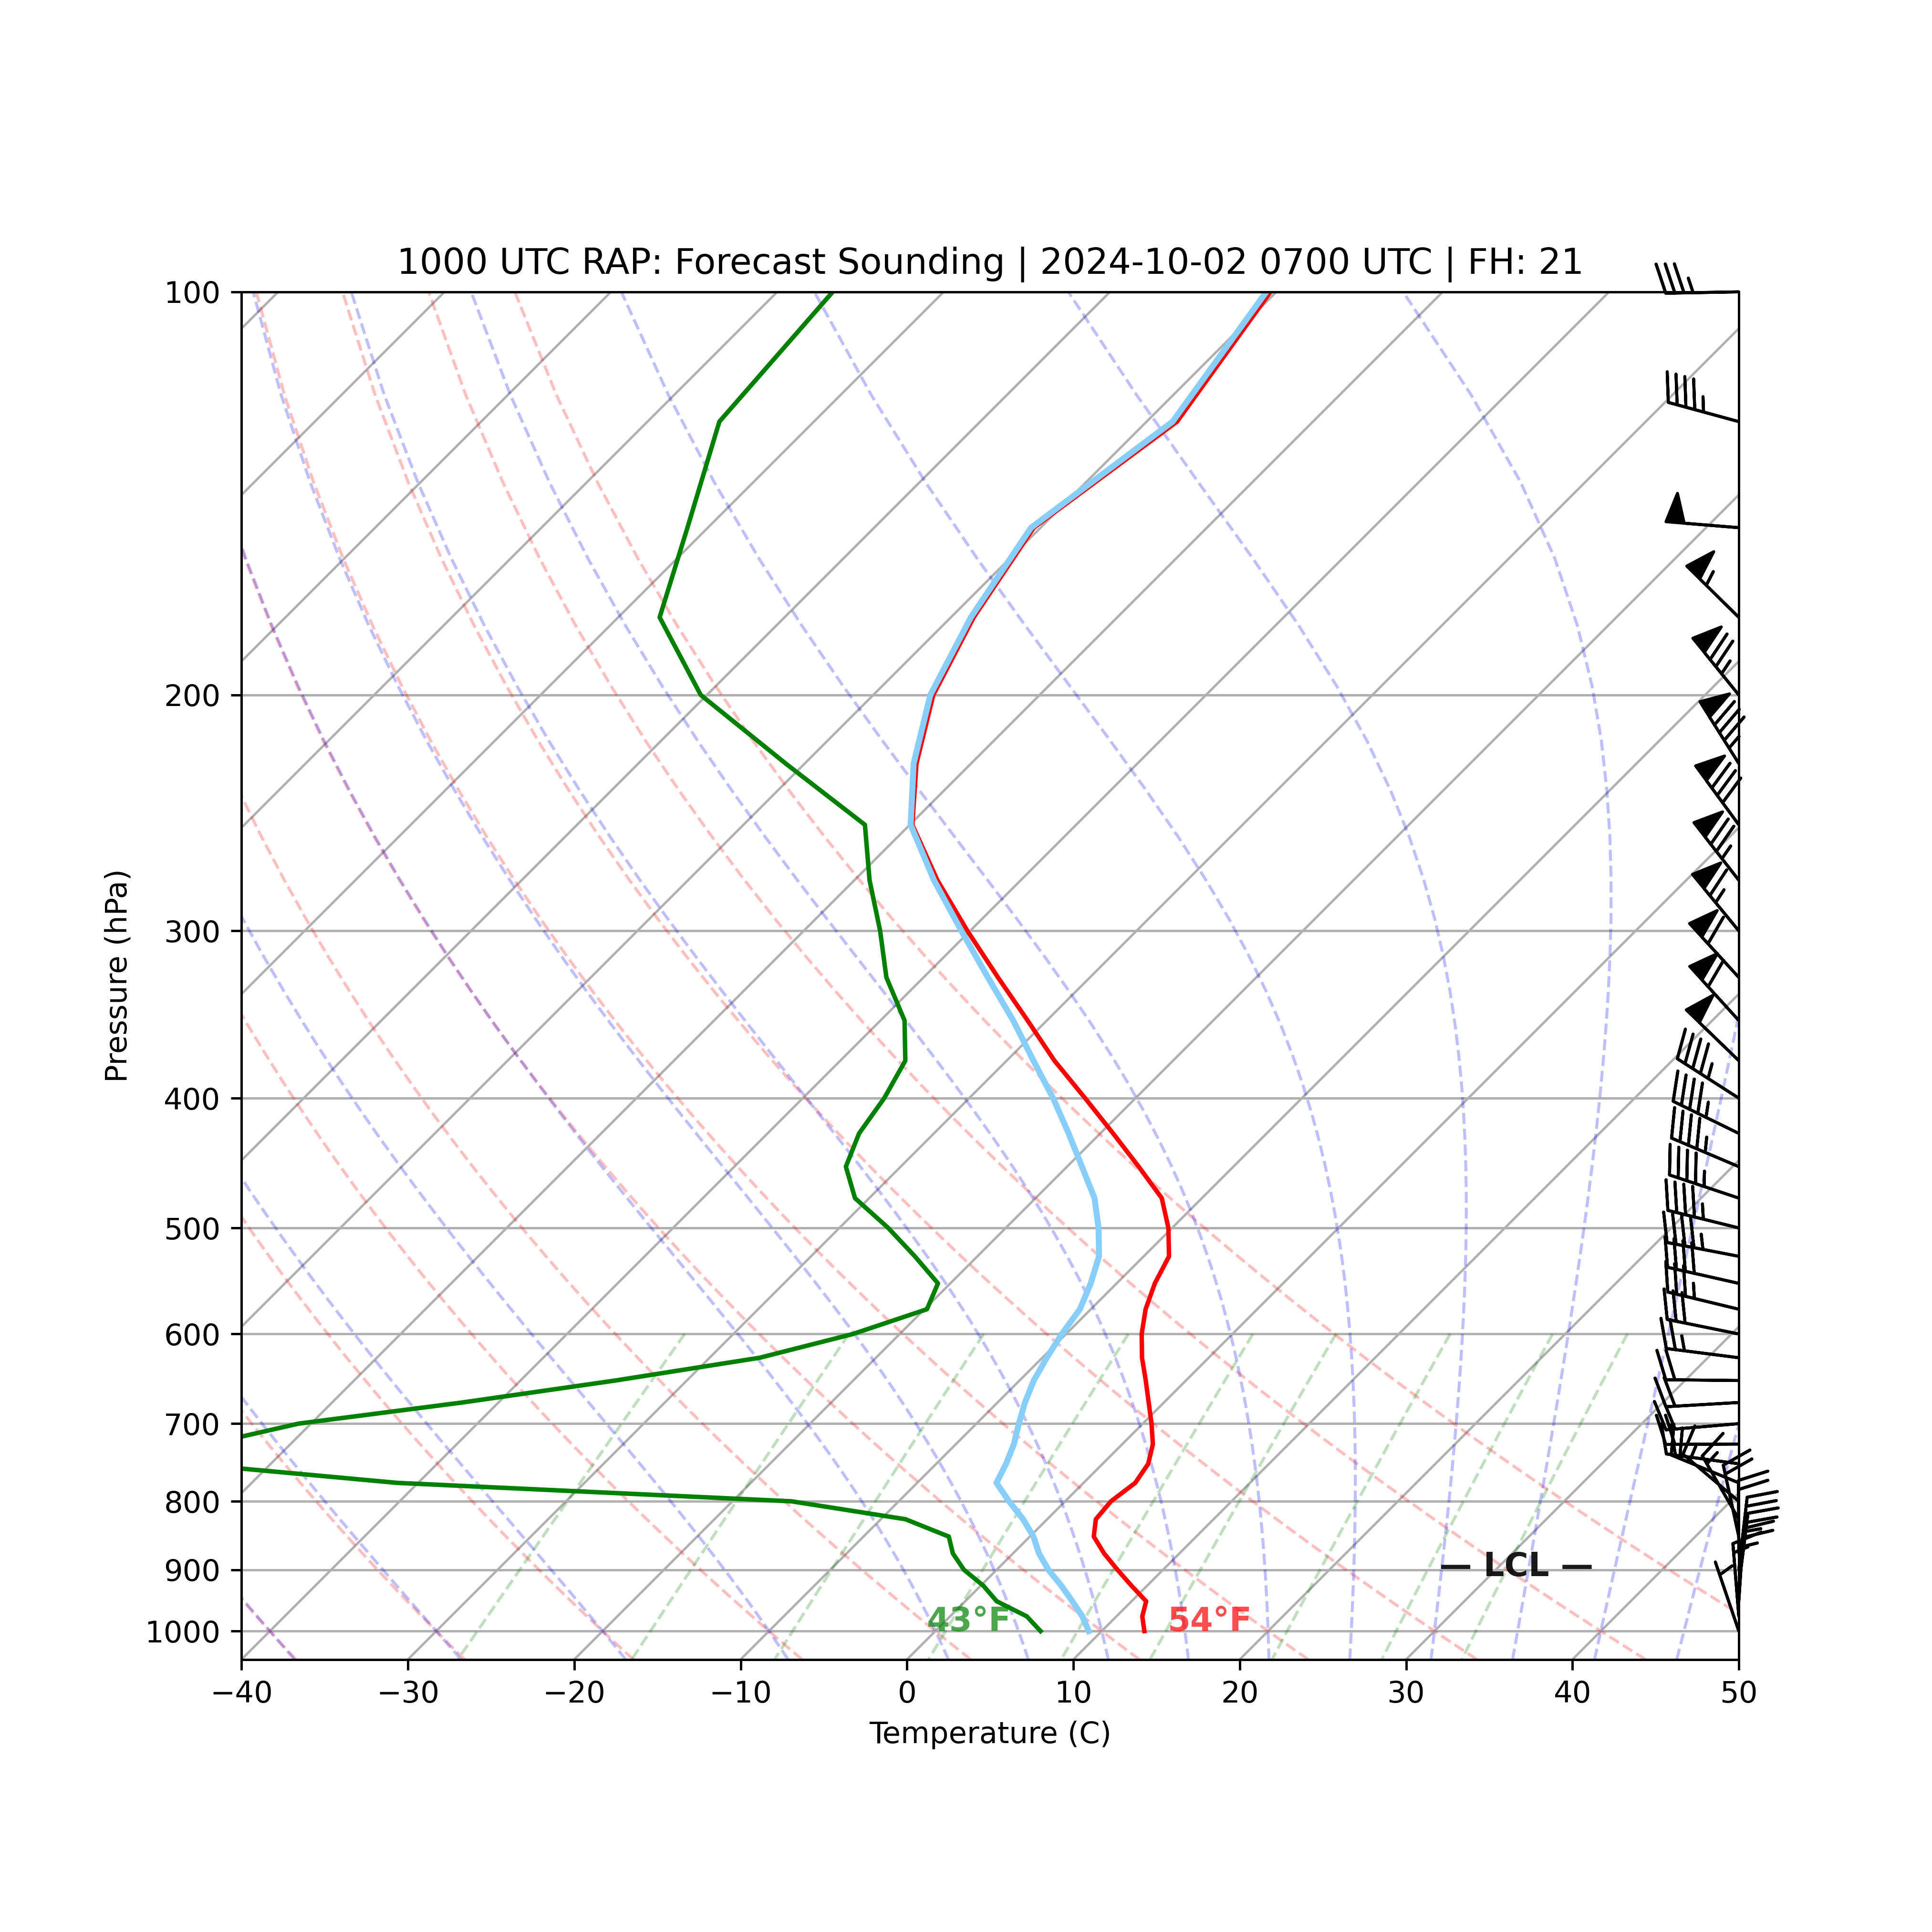 1000 UTC RAP: Forecast Sounding | 2024-10-02 0700 UTC | FH: 21
100
200
300
400
500
600
700
800
900
1000
Pressure (hPa)
— LCL —
43°F
54°F
−40 −30 −20 −10 0 10 20 30 40 50
Temperature (C)